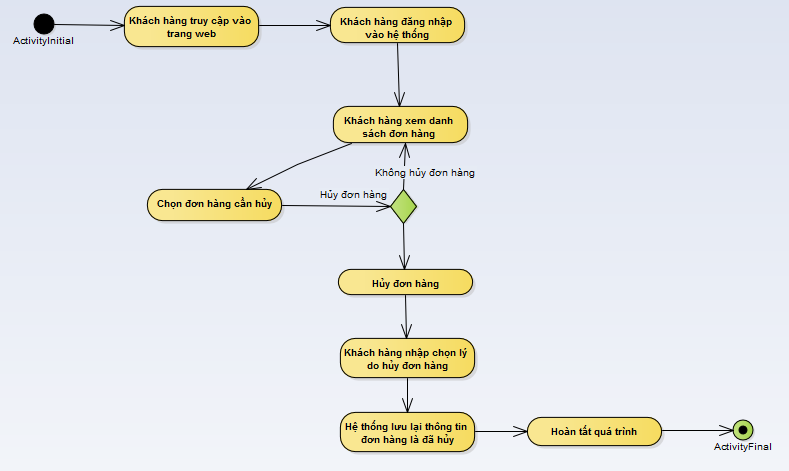 ActivityInitial
Khách hàng truy cập vào
trang web
Khách hàng đăng nhập
vào hệ thống
Khách hàng xem danh
sách đơn hàng
Không hủy đơn hàng
Chọn đơn hàng cần hủy
Hủy đơn hàng
Hủy đơn hàng
Khách hàng nhập chọn lý
do hủy đơn hàng
Hệ thống lưu lại thông tin
đơn hàng là đã hủy
Hoàn tất quá trình
ActivityFinal